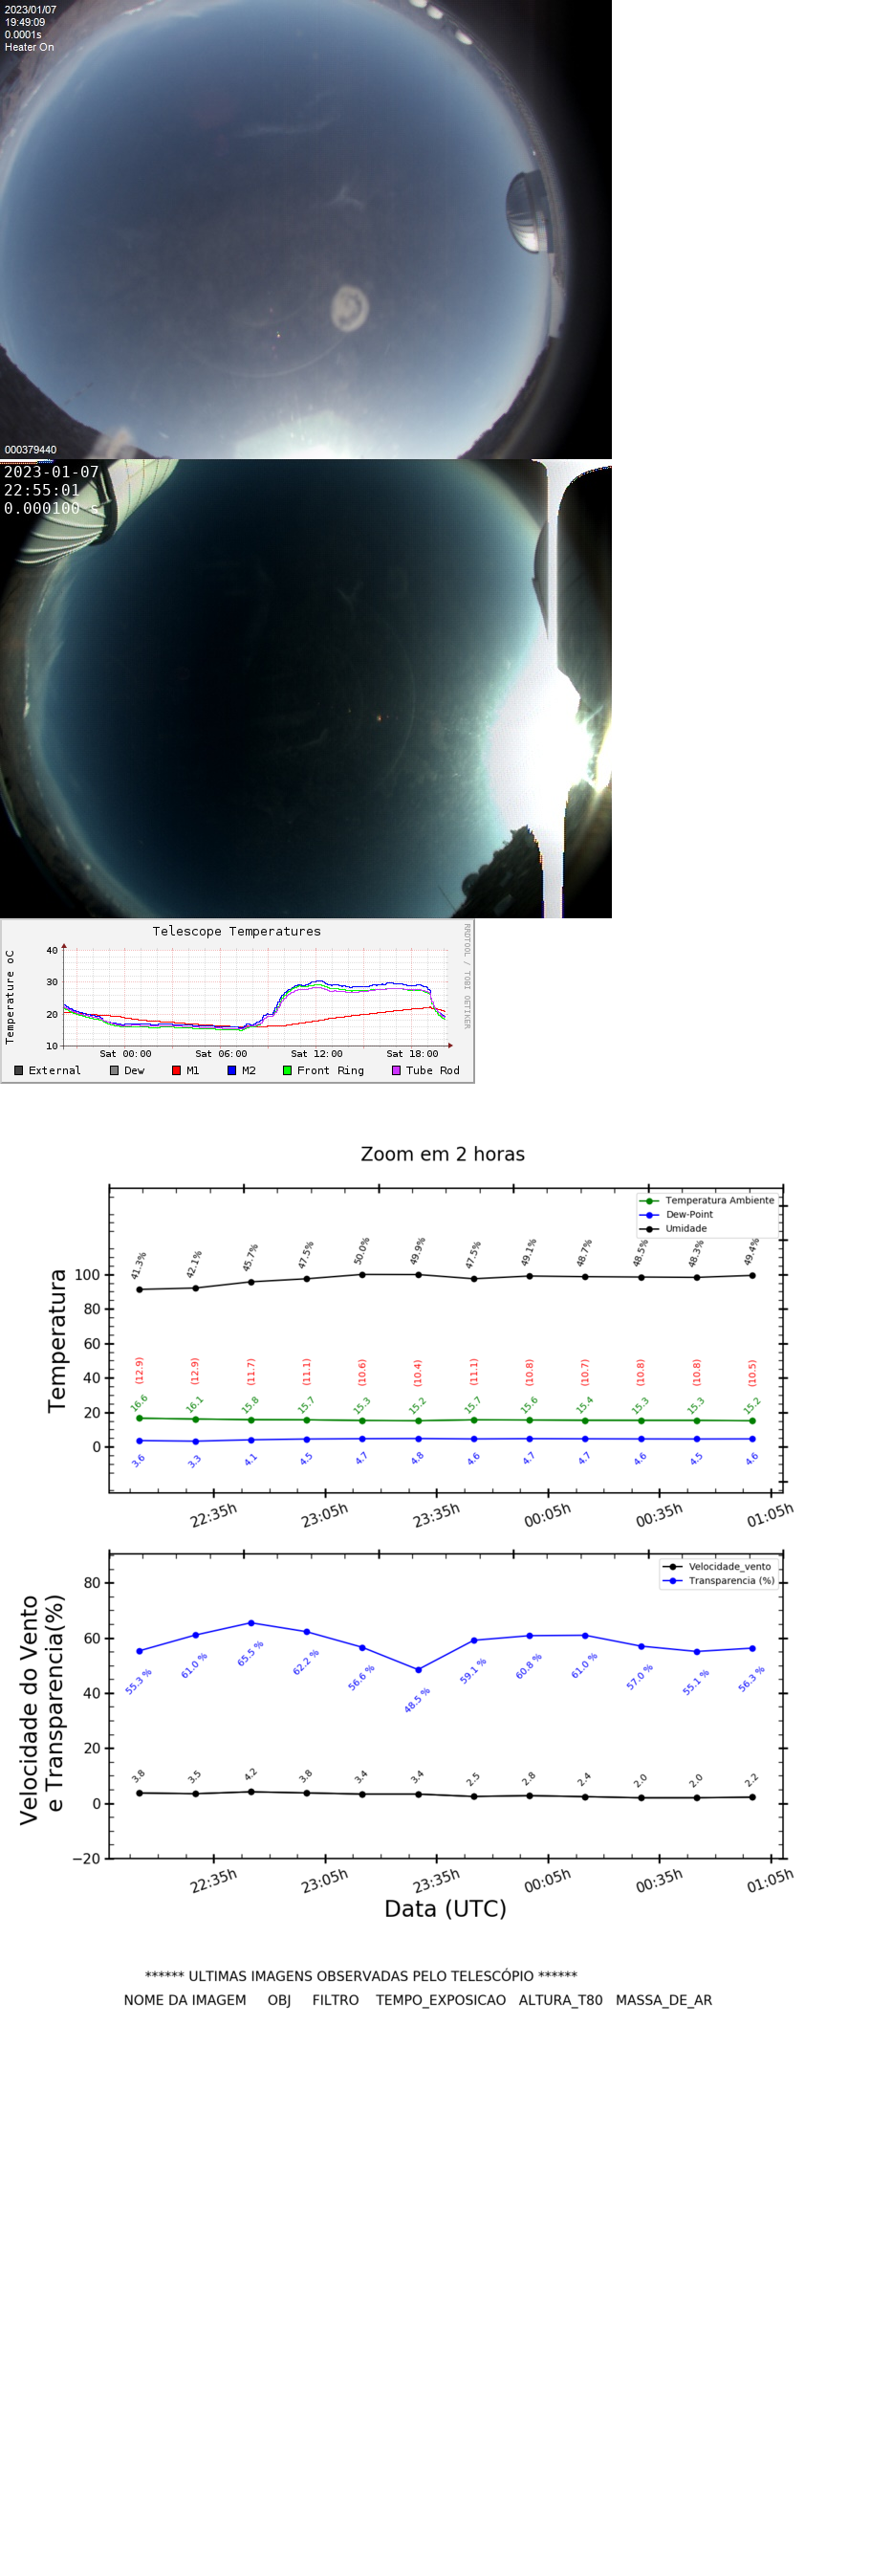 2023/01/07
19:49:09
0.0001s
Heater On
000379440
2023-01-07
22:55:01
0.000100 s
Telescope Temperatures
RRDTOOL / TOBI OETIKER
Temperature oC
40
30
20
10
Sat 00:00 Sat 06:00 Sat 12:00 Sat 18:00
External Dew M1 M2 Front Ring Tube Rod
Zoom em 2 horas
Temperatura Ambiente
Dew-Point
Umidade
Temperatura
100
80
60
40
20
0
41.3% 42.1% 45.7% 47.5% 50.0% 49.9% 47.5% 49.1% 48.7% 48.5% 48.3% 49.4%
(12.9) (12.9) (11.7) (11.1) (10.6) (10.4) (11.1) (10.8) (10.7) (10.8) (10.8) (10.5)
16.6 16.1 15.8 15.7 15.3 15.2 15.7 15.6 15.4 15.3 15.3 15.2
3.6 3.3 4.1 4.5 4.7 4.8 4.6 4.7 4.7 4.6 4.5 4.6
22:35h 23:05h 23:35h 00:05h 00:35h 01:05h
Velocidade_vento
Transparencia (%)
Velocidade do Vento
e Transparencia(%)
80
60
40
20
0
−20
55.3 % 61.0 % 65.5 % 62.2 % 56.6 % 48.5 % 59.1 % 60.8 % 61.0 % 57.0 % 55.1 % 56.3 %
3.8 3.5 4.2 3.8 3.4 3.4 2.5 2.8 2.4 2.0 2.0 2.2
22:35h 23:05h 23:35h 00:05h 00:35h 01:05h
Data (UTC)
****** ULTIMAS IMAGENS OBSERVADAS PELO TELESCÓPIO ******
NOME DA IMAGEM OBJ FILTRO TEMPO_EXPOSICAO ALTURA_T80 MASSA_DE_AR